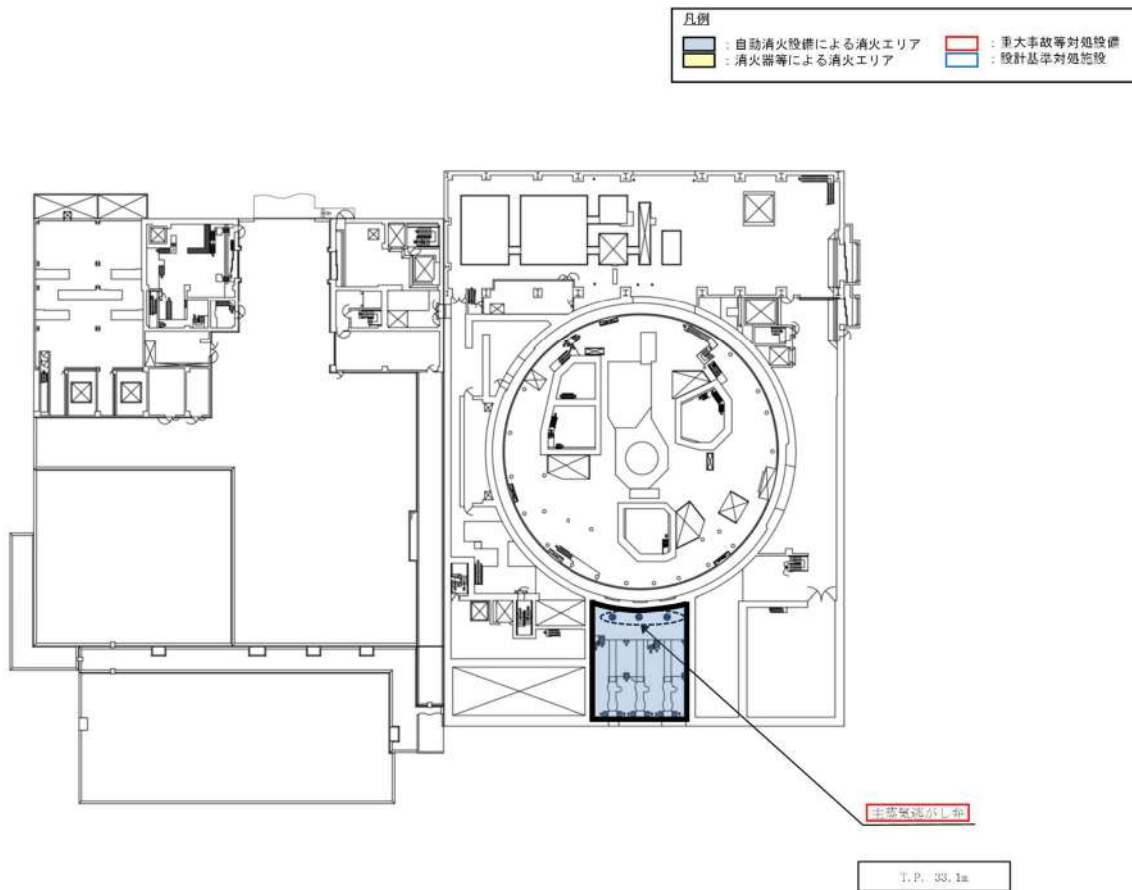 凡例
：自動消火設備による消火エリア
：重大事故等対処設備
：消火器等による消火エリア
：設計基準対処施設
主蒸気逃がし弁
T.P. 33.1m